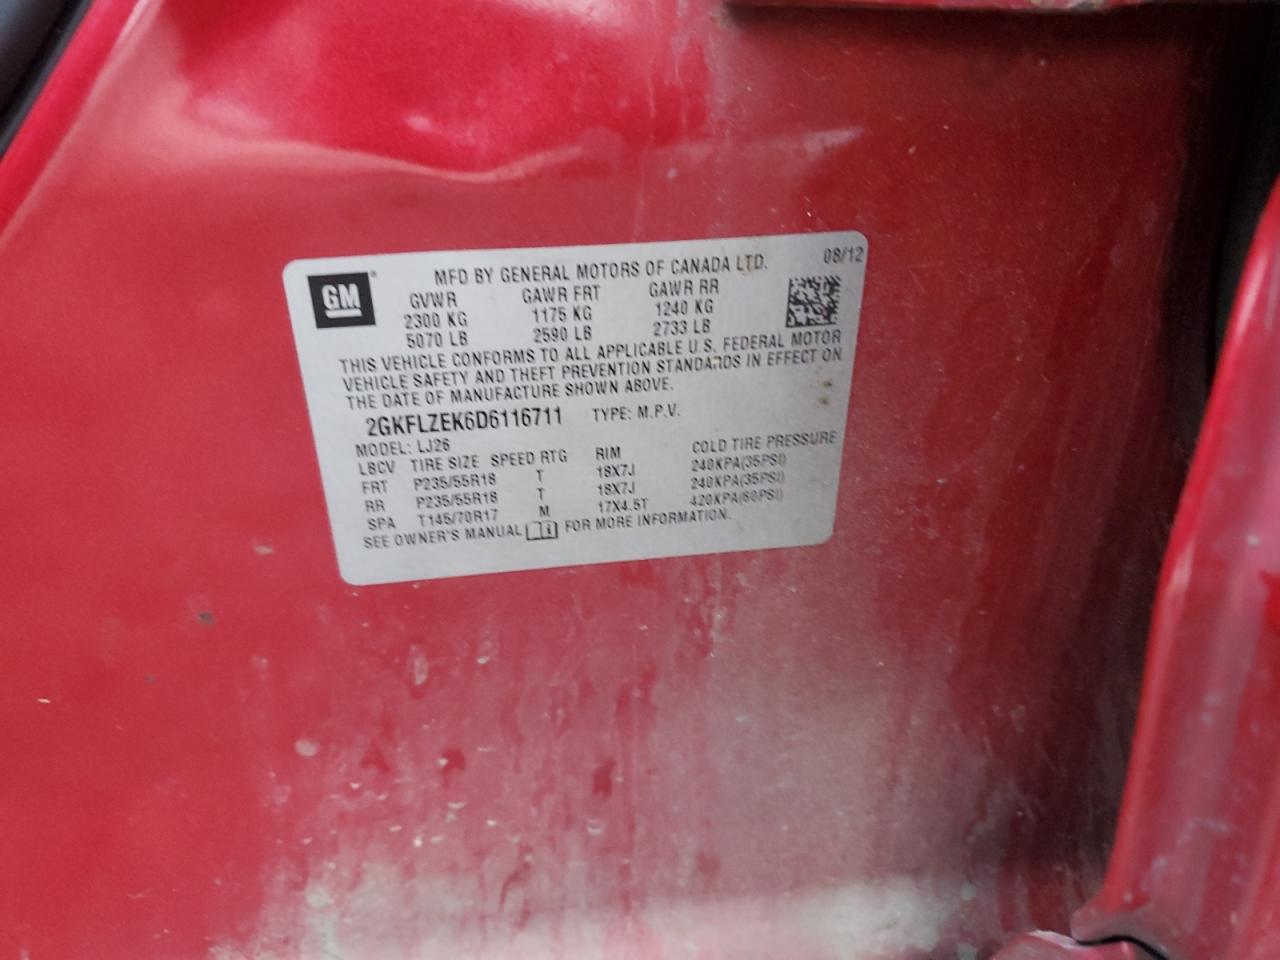 GM
MFD BY GENERAL MOTORS OF CANADA LTD. 08/12
GVWR GAWR FRT GAWR RR
2300 KG 1175 KG 1240 KG
5070 LB 2590 LB 2733 LB
THIS VEHICLE CONFORMS TO ALL APPLICABLE U.S. FEDERAL MOTOR
VEHICLE SAFETY AND THEFT PREVENTION STANDARDS IN EFFECT ON
THE DATE OF MANUFACTURE SHOWN ABOVE.
2GKFLZEK6D6116711 TYPE: M.P.V.
MODEL: LJ26
LBCV TIRE SIZE SPEED RTG RIM COLD TIRE PRESSURE
FRT P235/55R18 T 18X7J 240KPA(35PSI)
RR P235/55R18 T 18X7J 240KPA(35PSI)
SPA T145/70R17 M 17X4.5T 420KPA(60PSI)
SEE OWNER'S MANUAL FOR MORE INFORMATION.